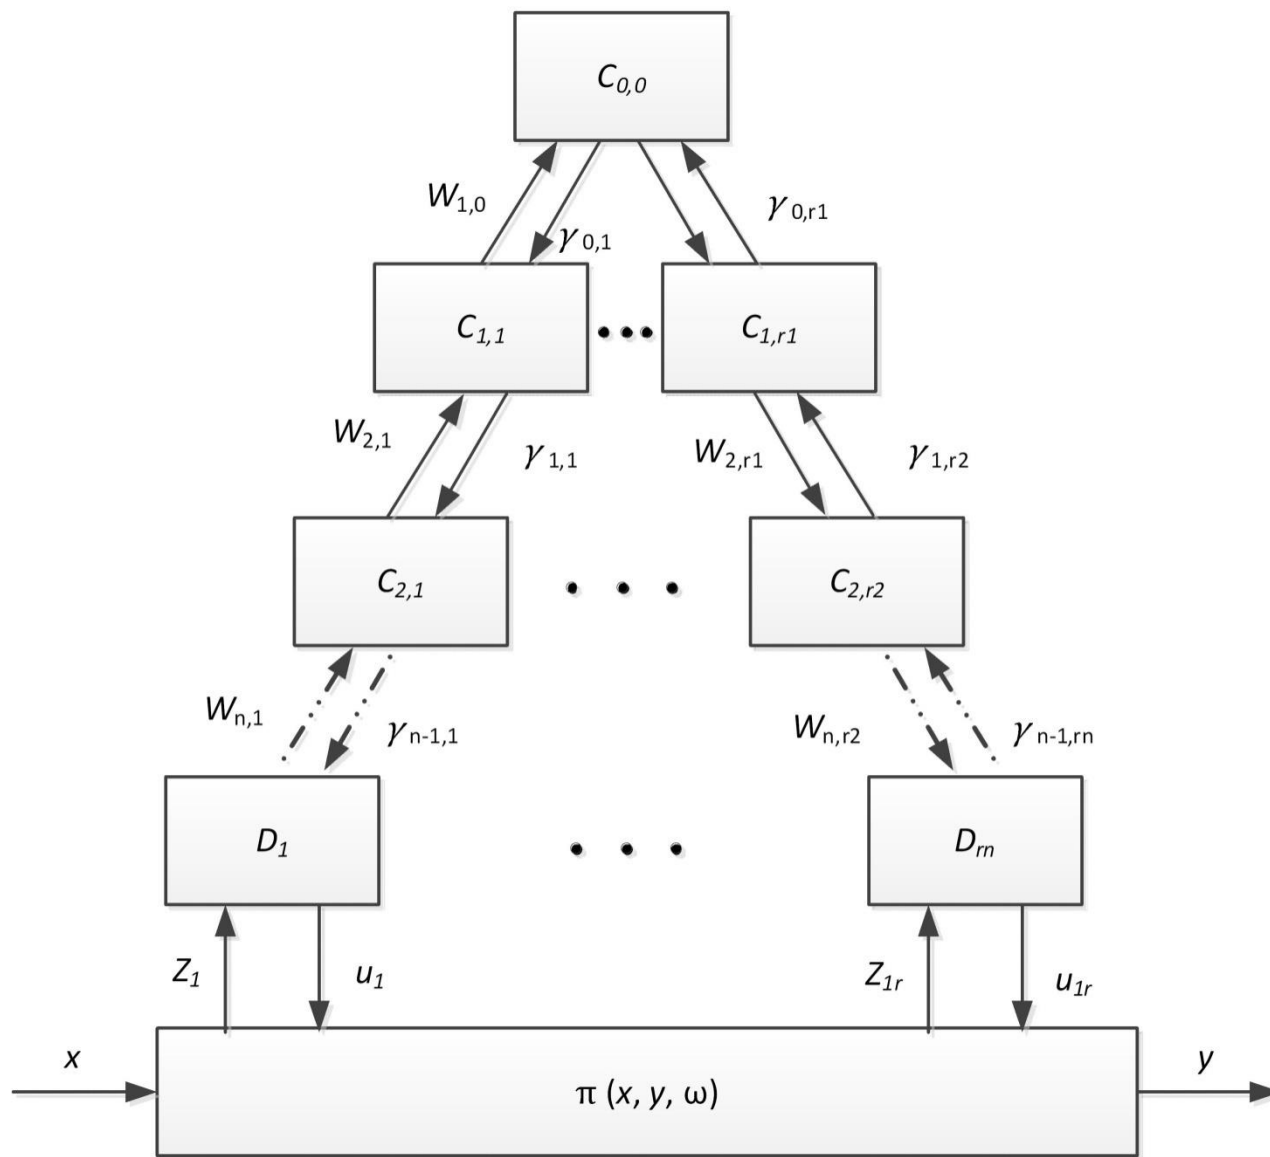 C0,0
W1,0
γ0,r1
γ0,1
C1,1
C1,r1
W2,1
γ1,1
W2,r1
γ1,r2
C2,1
C2,r2
Wn,1
γn-1,1
Wn,r2
γn-1,rn
D1
Drn
Z1
u1
Z1r
u1r
x
π (x, y, ω)
y